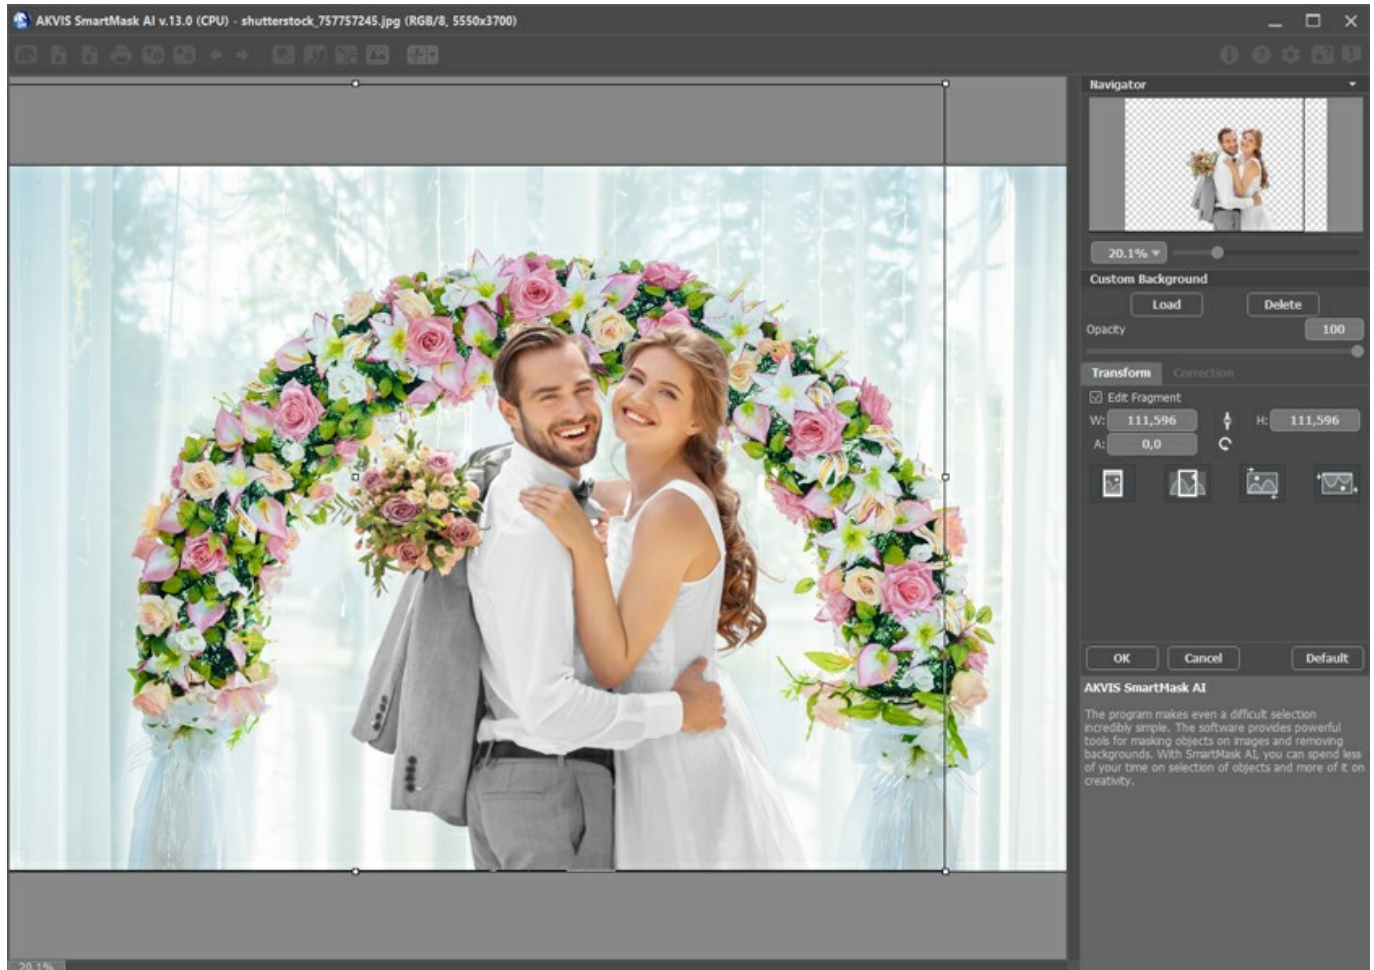 AKVIS SmartMask AI v.13.0 (CPU) - shutterstock_757757245.jpg (RGB/8, 5550x3700)
Navigator
20.1%
Custom Background
Load
Delete
Opacity
100
Transform
Correction
Edit Fragment
W: 111,596
H: 111,596
A: 0,0
OK
Cancel
Default
AKVIS SmartMask AI
The program makes even a difficult selection
incredibly simple. The software provides powerful
tools for masking objects on images and removing
backgrounds. With SmartMask AI, you can spend less
of your time on selection of objects and more of it on
creativity.
20.1%